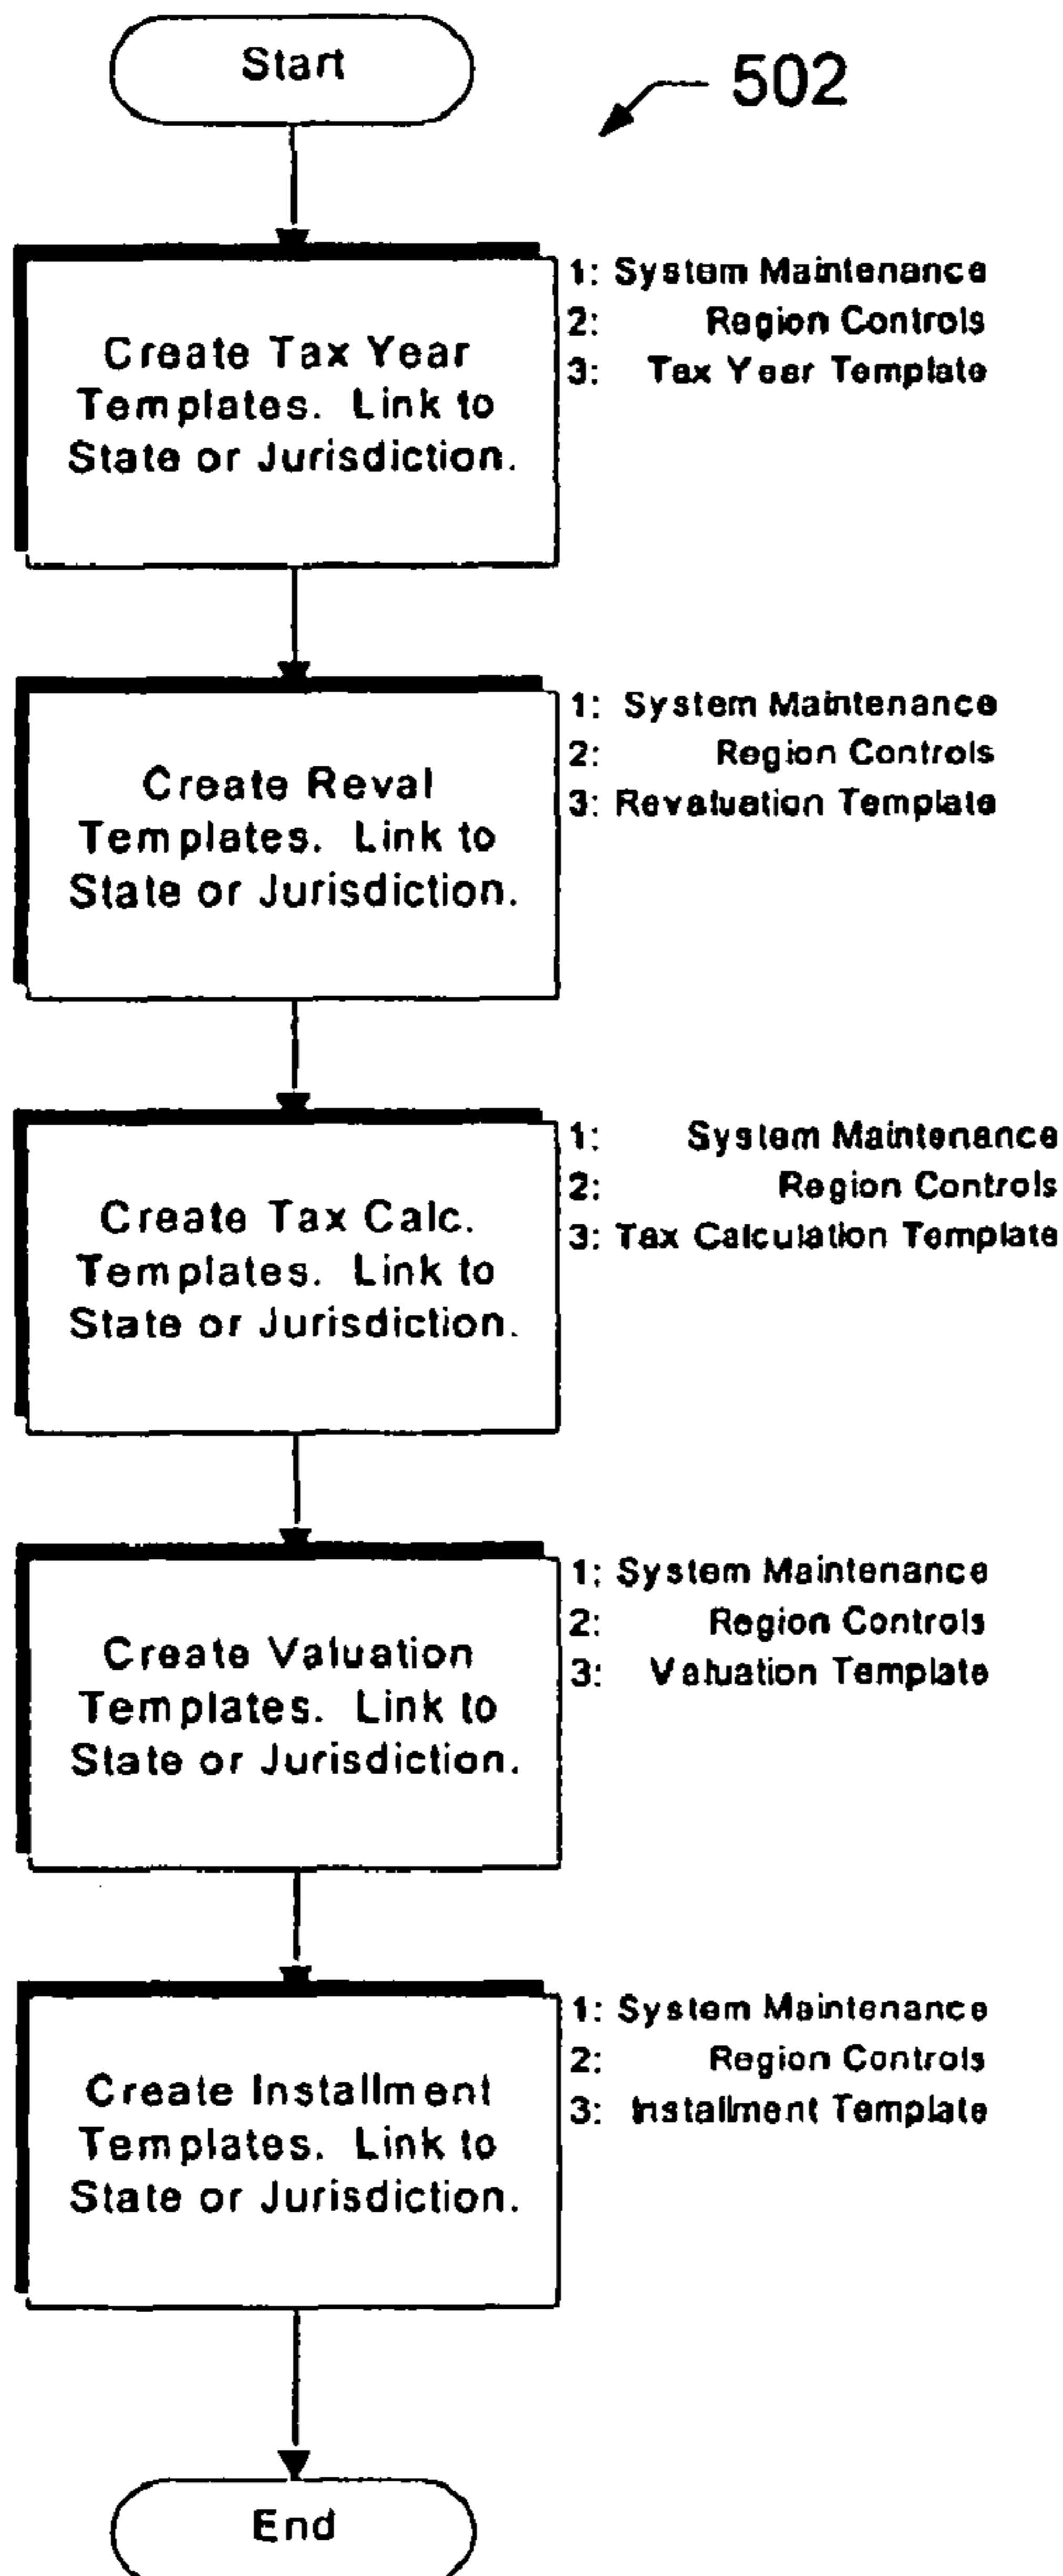 Start
502
Create Tax Year
Templates. Link to
State or Jurisdiction.
1: System Maintenance
2: Region Controls
3: Tax Year Template
Create Reval
Templates. Link to
State or Jurisdiction.
1: System Maintenance
2: Region Controls
3: Revaluation Template
Create Tax Calc.
Templates. Link to
State or Jurisdiction.
1: System Maintenance
2: Region Controls
3: Tax Calculation Template
Create Valuation
Templates. Link to
State or Jurisdiction.
1: System Maintenance
2: Region Controls
3: Valuation Template
Create Installment
Templates. Link to
State or Jurisdiction.
1: System Maintenance
2: Region Controls
3: Installment Template
End